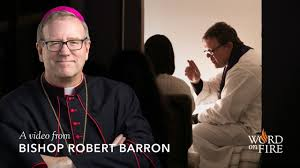 A video from
BISHOP ROBERT BARRON
WORD
on FIRE